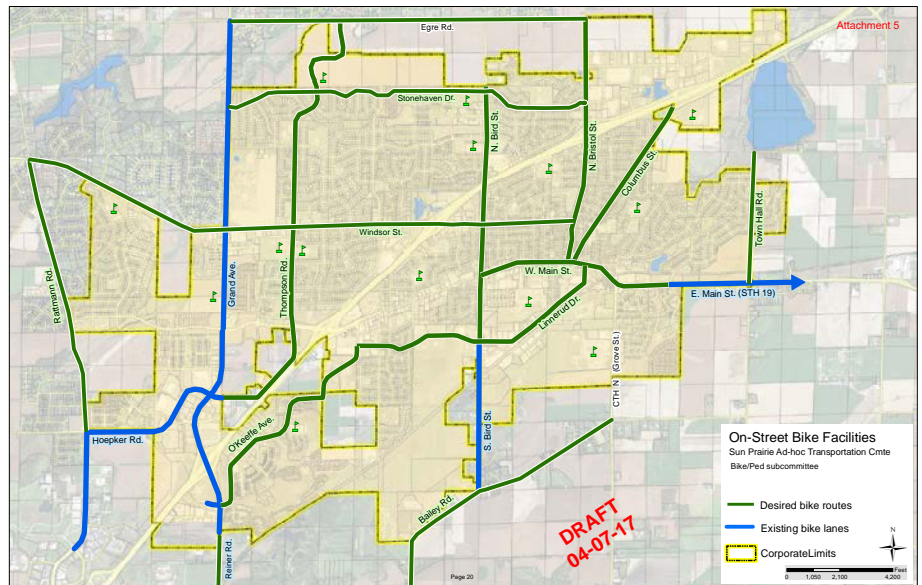 Attachment 5
Egre Rd.
Stonehaven Dr.
N. Bird St.
N. Bristol St.
Columbus St.
Windsor St.
Town Hall Rd.
Rattmann Rd.
Grand Ave.
Thompson Rd.
W. Main St.
E. Main St. (STH 19)
Linnerud Dr.
CTH N (Grove St.)
O'Keeffe Ave.
Hoepker Rd.
S. Bird St.
Bailey Rd.
Reiner Rd.
DRAFT
04-07-17
On-Street Bike Facilities
Sun Prairie Ad-hoc Transportation Cmte
Bike/Ped subcommittee
Desired bike routes
Existing bike lanes
CorporateLimits
N
Feet
0 1,050 2,100 4,200
Page 20